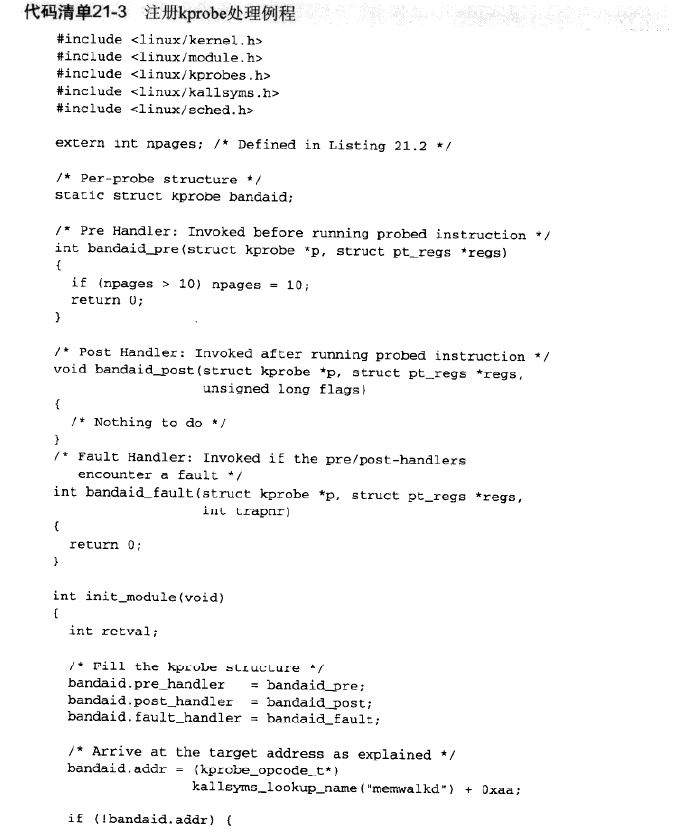 代码清单21-3 注册kprobe处理例程
#include <linux/kernel.h>
#include <linux/module.h>
#include <linux/kprobes.h>
#include <linux/kallsyms.h>
#include <linux/sched.h>
extern int npages; /* Defined in Listing 21.2 */
/* Per-probe structure */
static struct kprobe bandaid;
/* Pre Handler: Invoked before running probed instruction */
int bandaid_pre(struct kprobe *p, struct pt_regs *regs)
{
if (npages > 10) npages = 10;
return 0;
}
/* Post Handler: Invoked after running probed instruction */
void bandaid_post(struct kprobe *p, struct pt_regs *regs,
unsigned long flags)
{
/* Nothing to do */
}
/* Fault Handler: Invoked if the pre/post-handlers
encounter a fault */
int bandaid_fault(struct kprobe *p, struct pt_regs *regs,
int trapnr)
{
return 0;
}
int init_module(void)
{
int retval;
/* Fill the kprobe structure */
bandaid.pre_handler = bandaid_pre;
bandaid.post_handler = bandaid_post;
bandaid.fault_handler = bandaid_fault;
/* Arrive at the target address as explained */
bandaid.addr = (kprobe_opcode_t*)
kallsyms_lookup_name("memwalkd") + 0xaa;
if (!bandaid.addr) {